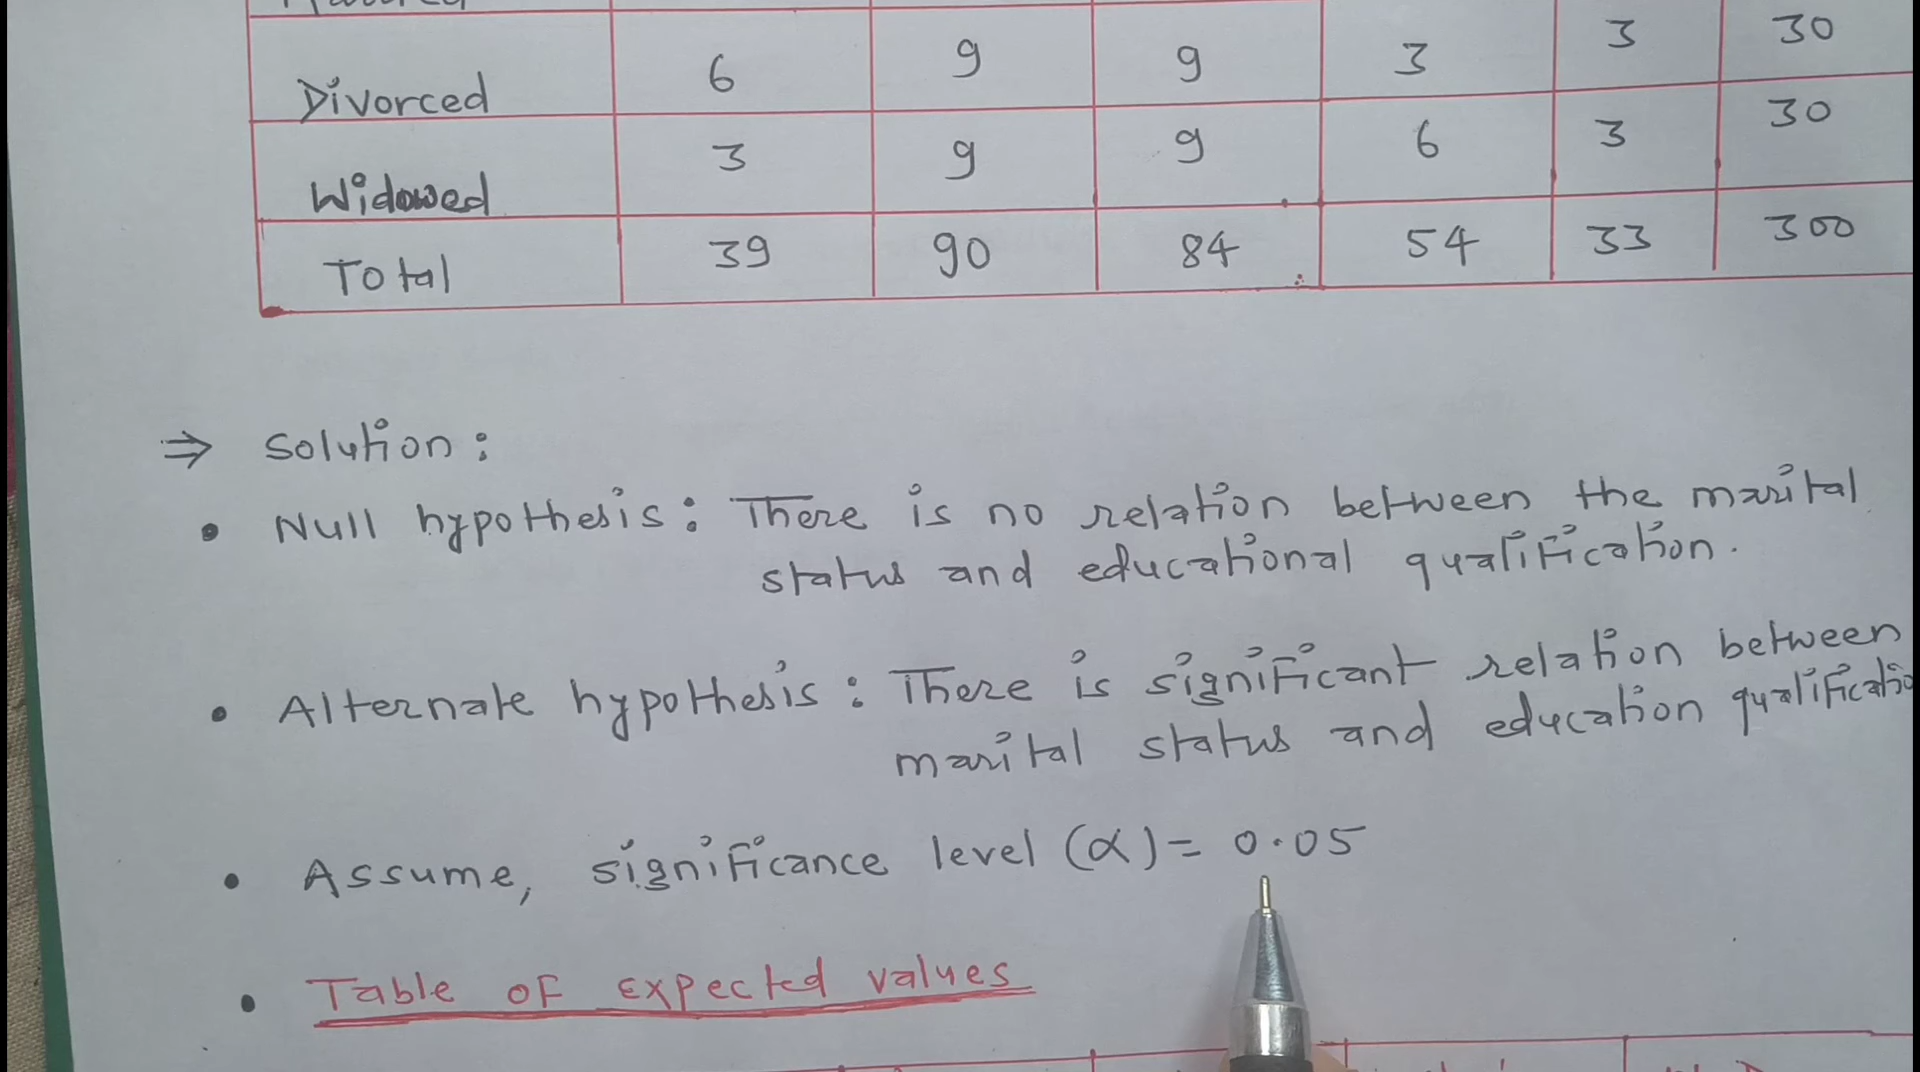 Divorced 6 9 9 3 3 30
Widowed 3 9 9 6 3 30
Total 39 90 84 54 33 300
⇒ Solution :
• Null hypothesis : There is no relation between the marital
status and educational qualification.
• Alternate hypothesis : There is significant relation between
marital status and education qualificatio
• Assume, significance level (α) = 0.05
• Table of expected values